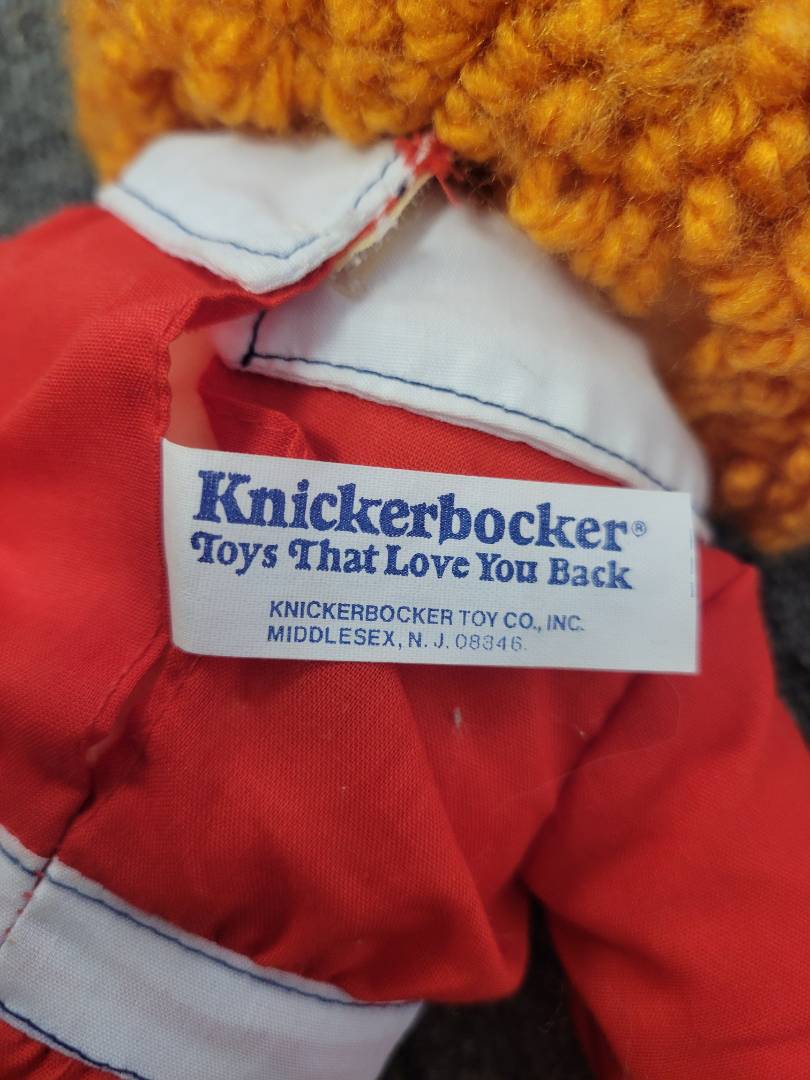 Knickerbocker®
Toys That Love You Back
KNICKERBOCKER TOY CO., INC.
MIDDLESEX, N. J. 08846.